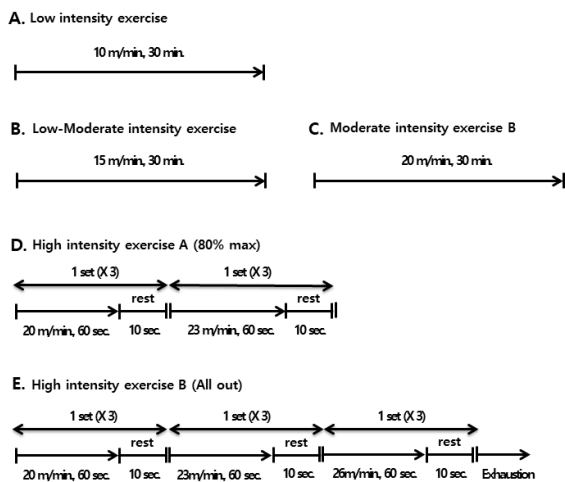 A. Low intensity exercise
10 m/min, 30 min.
B. Low-Moderate intensity exercise
15 m/min, 30 min.
C. Moderate intensity exercise B
20 m/min, 30 min.
D. High intensity exercise A (80% max)
1 set (X 3) 1 set (X 3)
rest rest
20 m/min, 60 sec. 10 sec. 23 m/min, 60 sec. 10 sec.
E. High intensity exercise B (All out)
1 set (X 3) 1 set (X 3) 1 set (X 3)
rest rest rest
20 m/min, 60 sec. 10 sec. 23m/min, 60 sec. 10 sec. 26m/min, 60 sec. 10 sec. Exhaustion